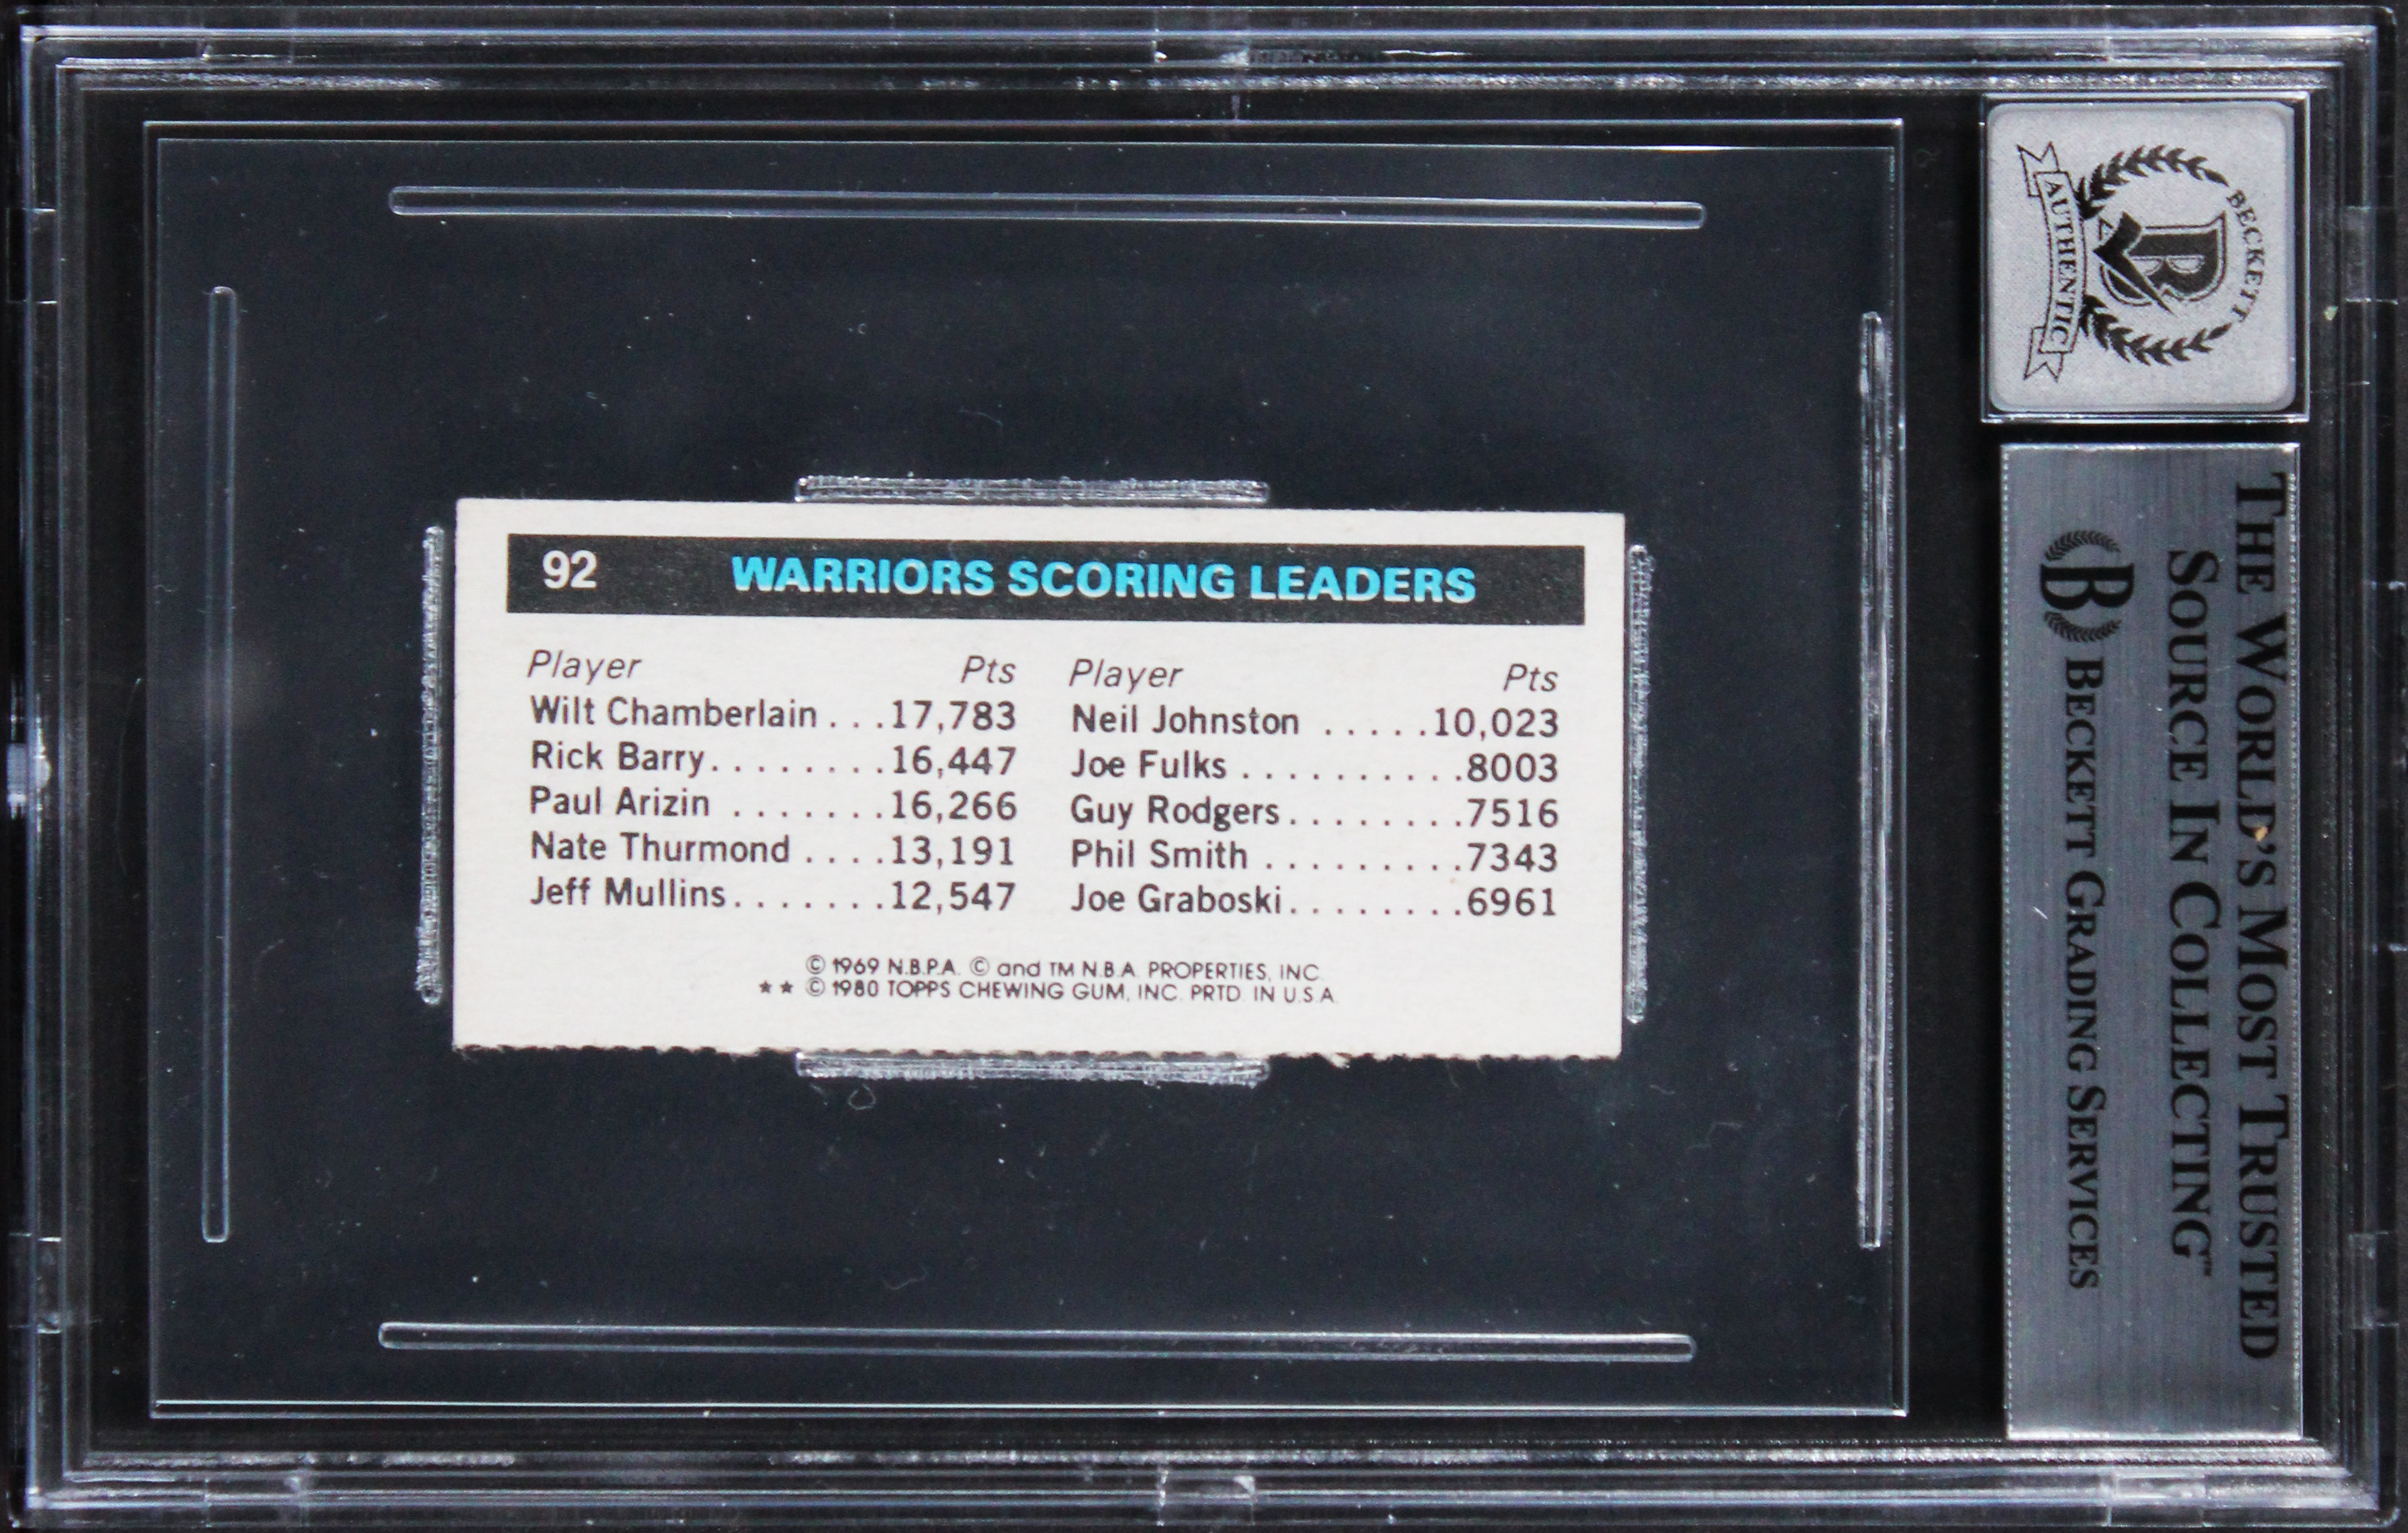 92 WARRIORS SCORING LEADERS
Player Pts Player Pts
Wilt Chamberlain . . .17,783 Neil Johnston . . . . .10,023
Rick Barry. . . . . . . .16,447 Joe Fulks . . . . . . . . . .8003
Paul Arizin . . . . . . .16,266 Guy Rodgers. . . . . . . .7516
Nate Thurmond . . . .13,191 Phil Smith . . . . . . . . .7343
Jeff Mullins. . . . . . .12,547 Joe Graboski. . . . . . . .6961
© 1969 N.B.P.A. © and TM N.B.A. PROPERTIES, INC.
★ ★ © 1980 TOPPS CHEWING GUM, INC. PRTD. IN U.S.A.
BECKETT
B
AUTHENTIC
THE WORLD'S MOST TRUSTED
SOURCE IN COLLECTING™
B BECKETT GRADING SERVICES